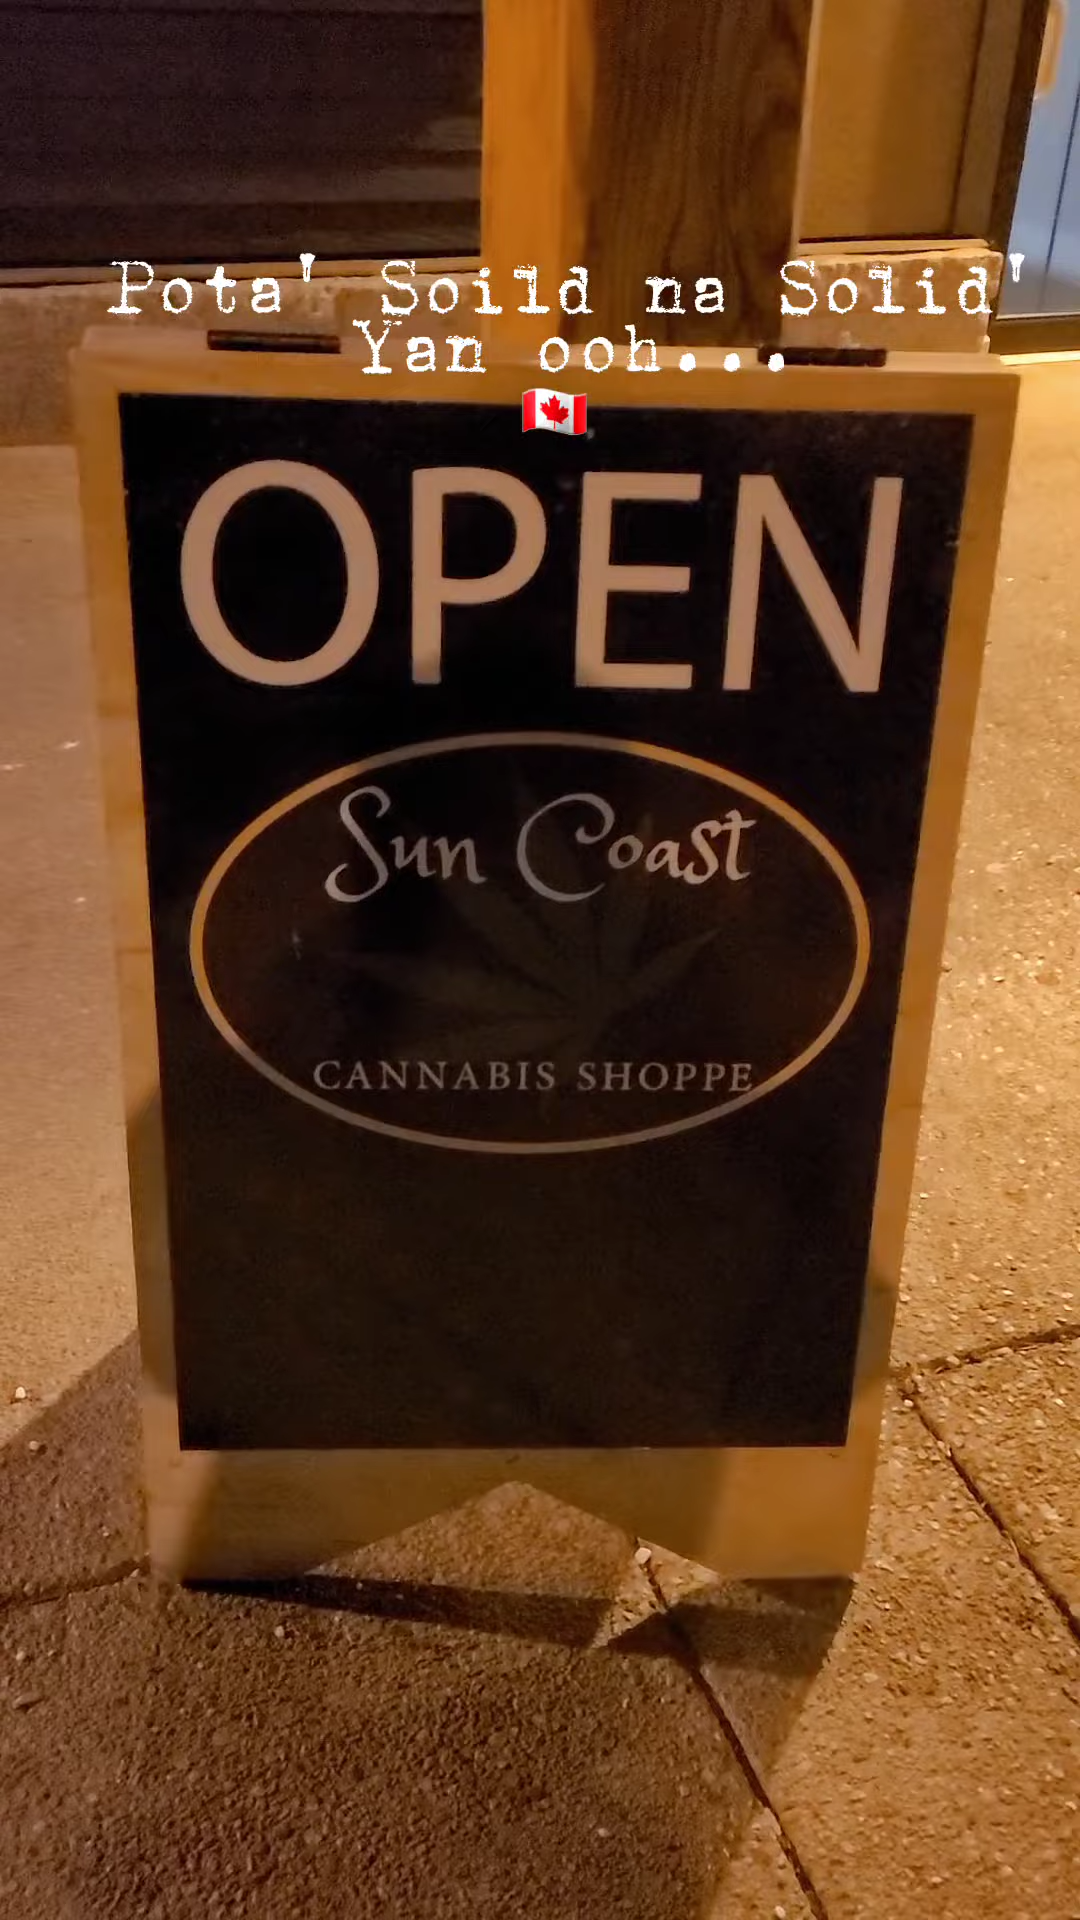 Pota' Soild na Solid'
Yan ooh...
OPEN
Sun Coast
CANNABIS SHOPPE